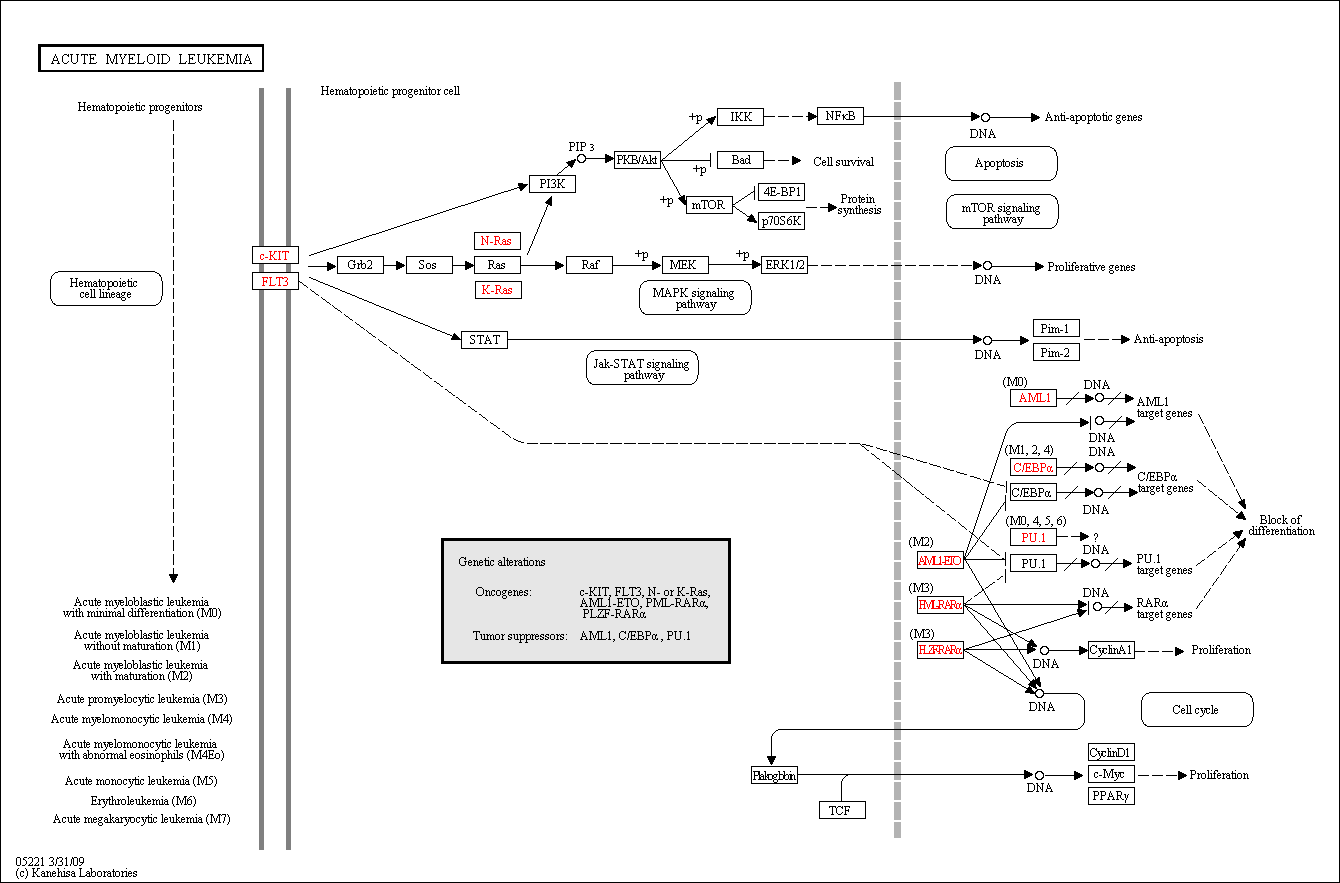 ACUTE MYELOID LEUKEMIA
Hematopoietic progenitors
Hematopoietic progenitor cell
c-KIT
FLT3
Hematopoietic
cell lineage
Grb2
Sos
N-Ras
Ras
K-Ras
PI3K
PIP 3
PKB/Akt
+p
IKK
NFκB
DNA
Anti-apoptotic genes
+p
Bad
Cell survival
Apoptosis
+p
mTOR
4E-BP1
p70S6K
Protein
synthesis
mTOR signaling
pathway
Raf
+p
MEK
+p
ERK1/2
DNA
Proliferative genes
MAPK signaling
pathway
STAT
DNA
Pim-1
Pim-2
Anti-apoptosis
Jak-STAT signaling
pathway
(M0)
AML1
DNA
AML1
target genes
DNA
(M1, 2, 4)
C/EBPα
DNA
C/EBPα
target genes
C/EBPα
DNA
(M0, 4, 5, 6)
PU.1
?
DNA
PU.1
PU.1
target genes
Block of
differentiation
(M2)
AML1-ETO
(M3)
PML-RARα
DNA
RARα
target genes
(M3)
PLZF-RARα
DNA
CyclinA1
Proliferation
DNA
Cell cycle
Plakoglobin
TCF
DNA
CyclinD1
c-Myc
PPARγ
Proliferation
Genetic alterations
Oncogenes: c-KIT, FLT3, N- or K-Ras,
AML1-ETO, PML-RARα,
PLZF-RARα
Tumor suppressors: AML1, C/EBPα, PU.1
Acute myeloblastic leukemia
with minimal differentiation (M0)
Acute myeloblastic leukemia
without maturation (M1)
Acute myeloblastic leukemia
with maturation (M2)
Acute promyelocytic leukemia (M3)
Acute myelomonocytic leukemia (M4)
Acute myelomonocytic leukemia
with abnormal eosinophils (M4Eo)
Acute monocytic leukemia (M5)
Erythroleukemia (M6)
Acute megakaryocytic leukemia (M7)
05221 3/31/09
(c) Kanehisa Laboratories